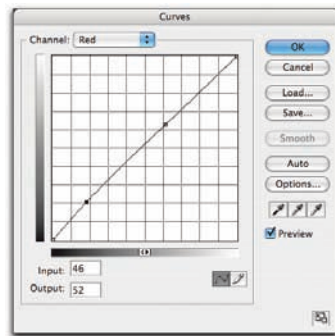 Curves
Channel: Red
OK
Cancel
Load...
Save...
Smooth
Auto
Options...
Preview
Input: 46
Output: 52